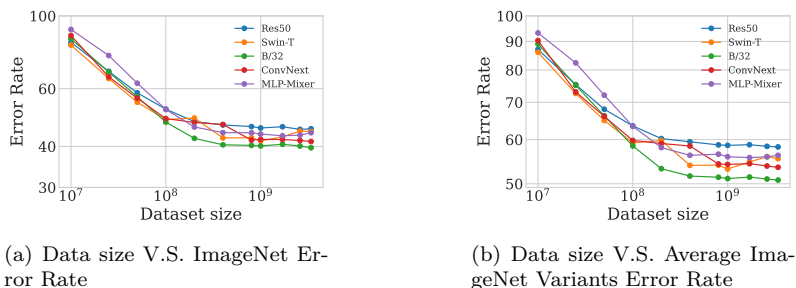 100
60
40
30
10^7
10^8
10^9
Error Rate
Dataset size
Res50
Swin-T
B/32
ConvNext
MLP-Mixer
(a) Data size V.S. ImageNet Er-
ror Rate
100
90
80
70
60
50
10^7
10^8
10^9
Error Rate
Dataset size
Res50
Swin-T
B/32
ConvNext
MLP-Mixer
(b) Data size V.S. Average Ima-
geNet Variants Error Rate